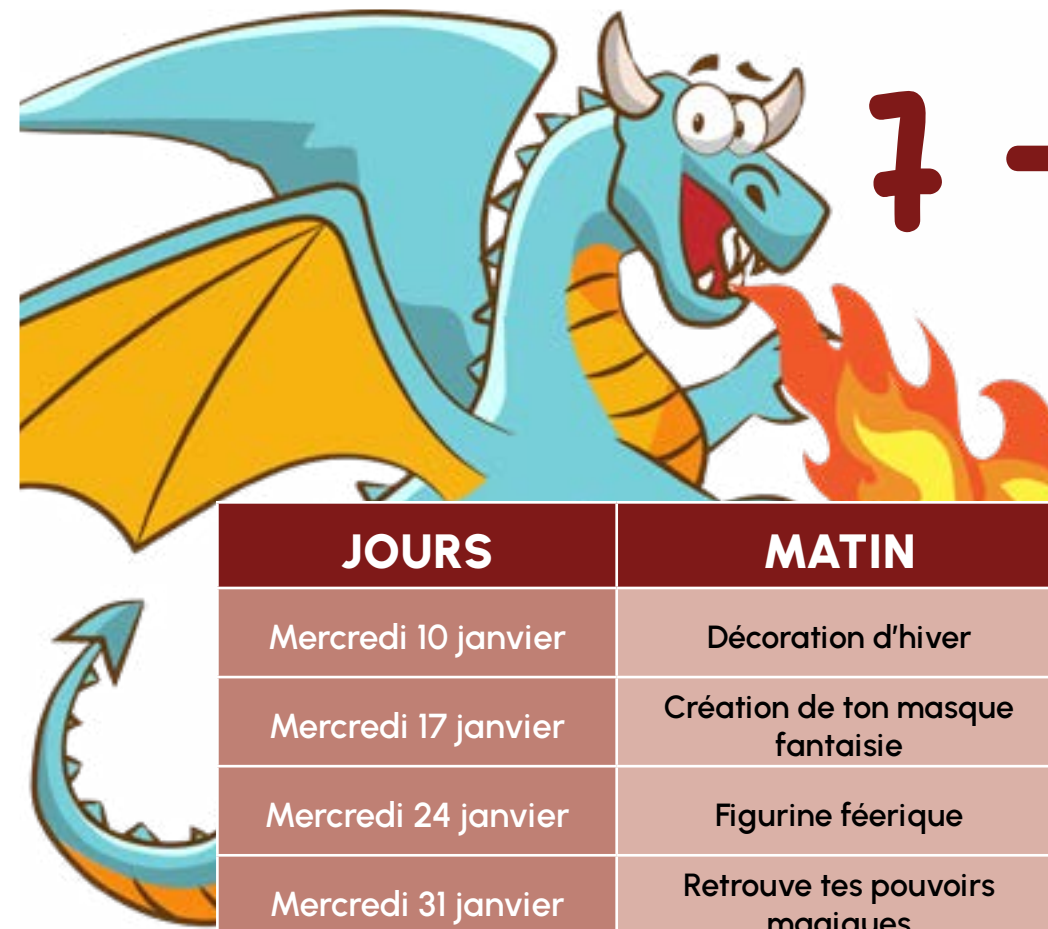 7 -
JOURS
MATIN
Mercredi 10 janvier
Décoration d'hiver
Mercredi 17 janvier
Création de ton masque
fantaisie
Mercredi 24 janvier
Figurine féerique
Mercredi 31 janvier
Retrouve tes pouvoirs
magiques